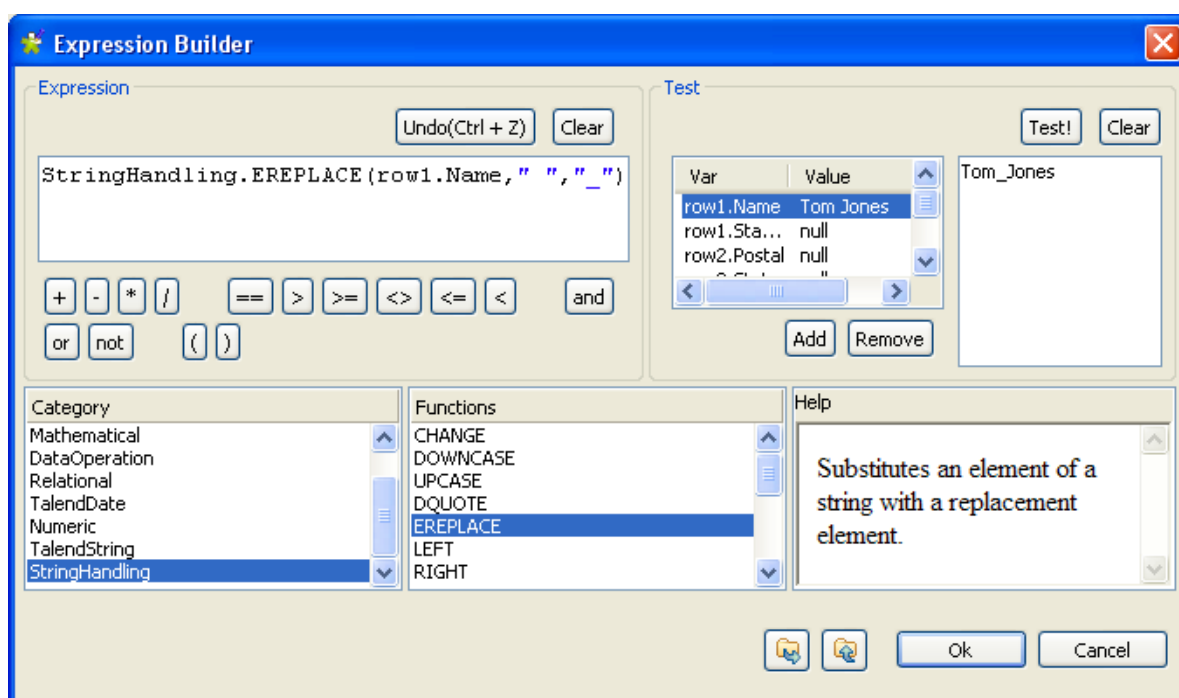 Expression Builder
Expression
Undo(Ctrl + Z) Clear
StringHandling.EREPLACE(row1.Name," ","_")
+ - * / == > >= <> <= < and
or not ( )
Test
Test! Clear
Var Value
row1.Name Tom Jones
row1.Sta... null
row2.Postal null
Tom_Jones
Add Remove
Category
Mathematical
DataOperation
Relational
TalendDate
Numeric
TalendString
StringHandling
Functions
CHANGE
DOWNCASE
UPCASE
DQUOTE
EREPLACE
LEFT
RIGHT
Help
Substitutes an element of a
string with a replacement
element.
Ok Cancel